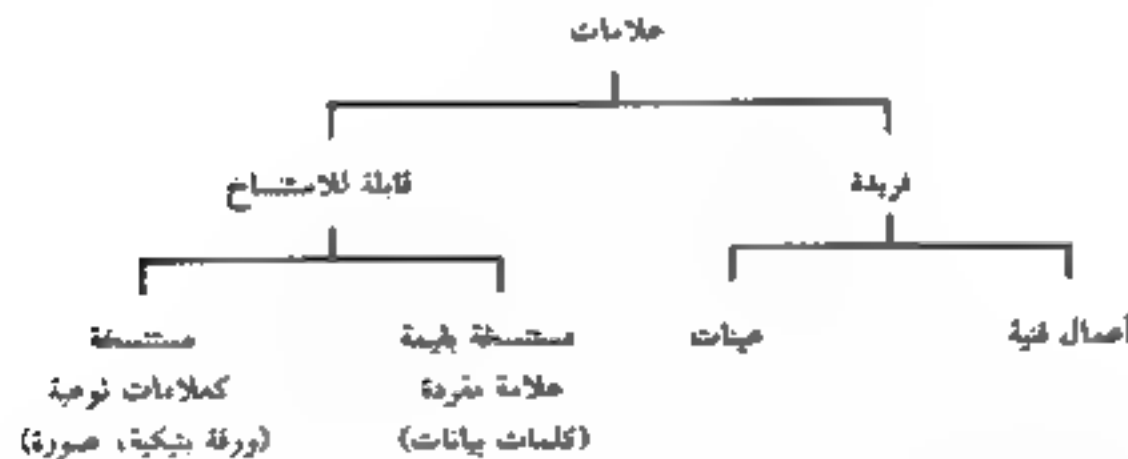 علامات
فريدة
قابلة للاستنساخ
أعمال فنية
عينات
مستنسخة بقيمة
علامة مفردة
(كلمات بيانات)
مستنسخة
كعلامات نوعية
(ورقة بنكية، صورة)